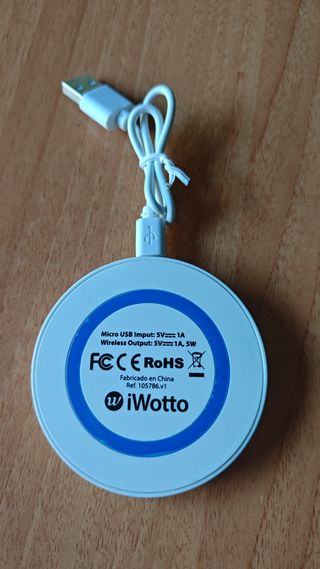 Micro USB Imput: 5V⎓1A
Wireless Output: 5V⎓1A, 5W
FC CE RoHS
Fabricado en China
Ref. 105786.v1
w iWotto